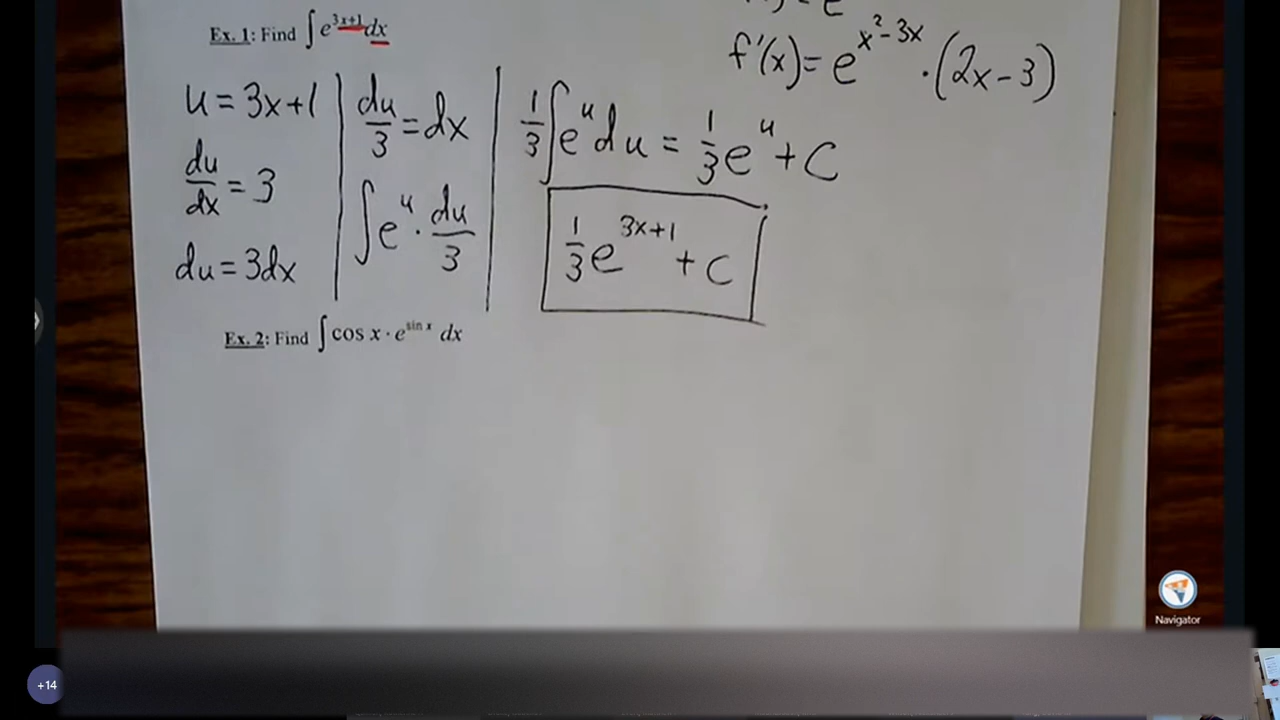 Ex. 1: Find ∫ e^{3x+1} dx
f'(x) = e^{x²-3x} · (2x-3)
u = 3x+1
du/dx = 3
du = 3dx
du/3 = dx
∫ e^u · du/3
1/3 ∫ e^u du = 1/3 e^u + C
1/3 e^{3x+1} + C
Ex. 2: Find ∫ cos x · e^{sin x} dx
Navigator
+14